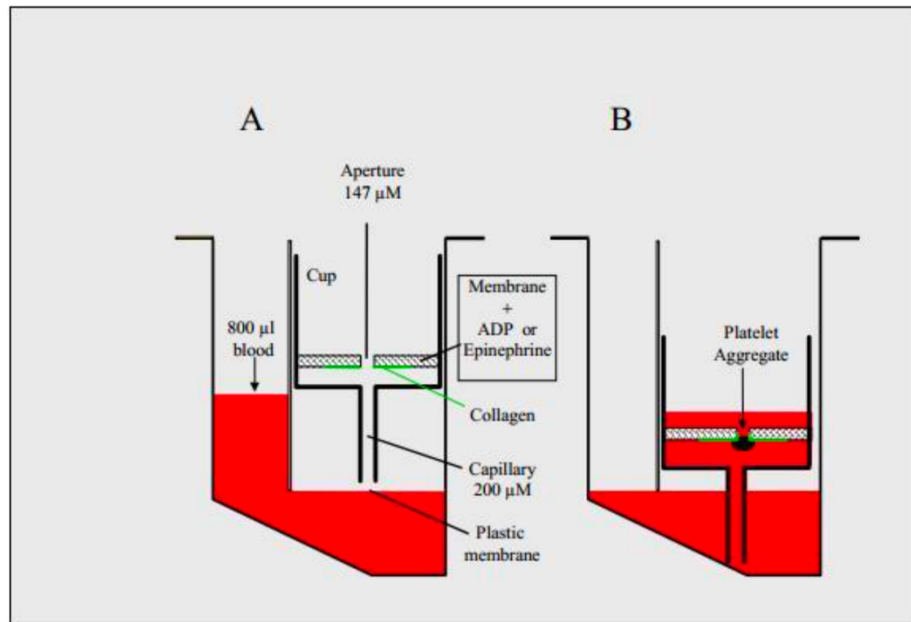 A
B
Aperture
147 µM
Cup
Membrane
+
ADP or
Epinephrine
800 µl
blood
Platelet
Aggregate
Collagen
Capillary
200 µM
Plastic
membrane